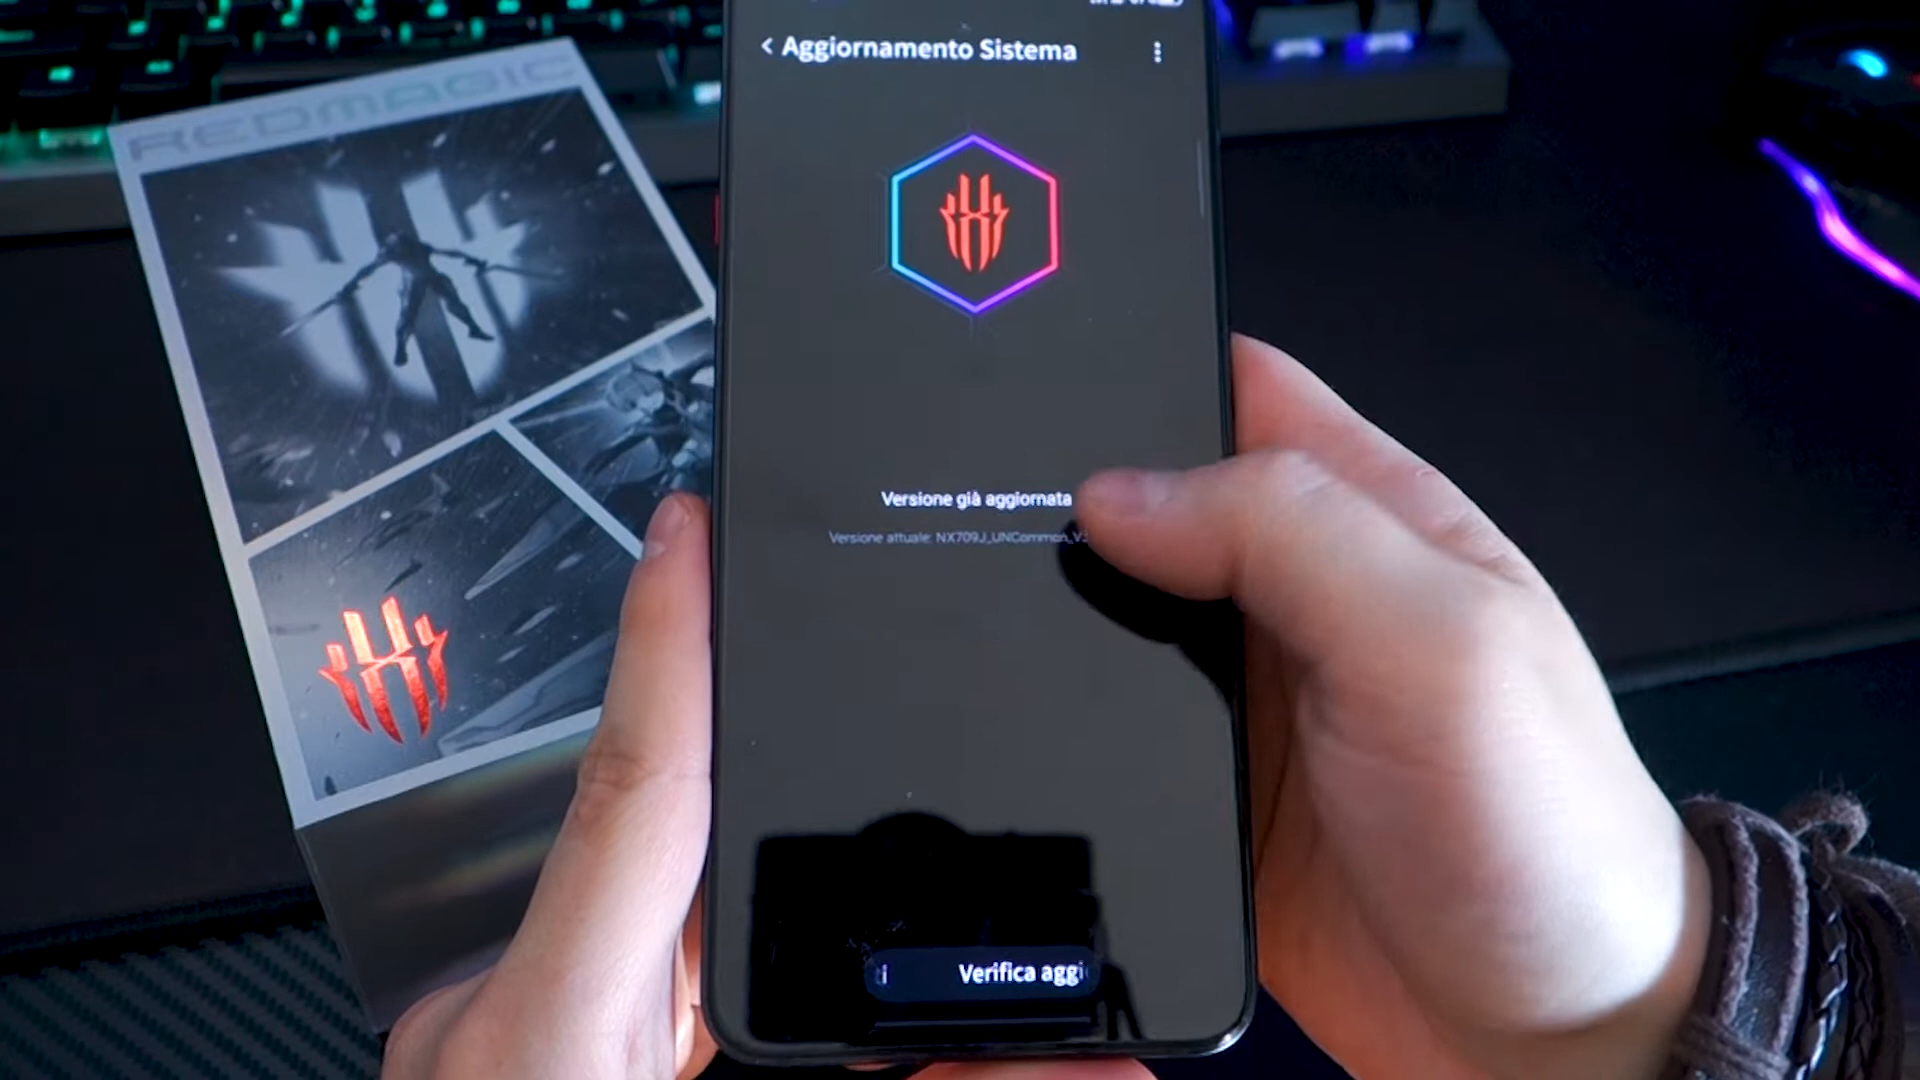 REDMAGIC
Aggiornamento Sistema
Versione già aggiornata
Versione attuale: NX709J_UNCommon_V
Verifica aggi